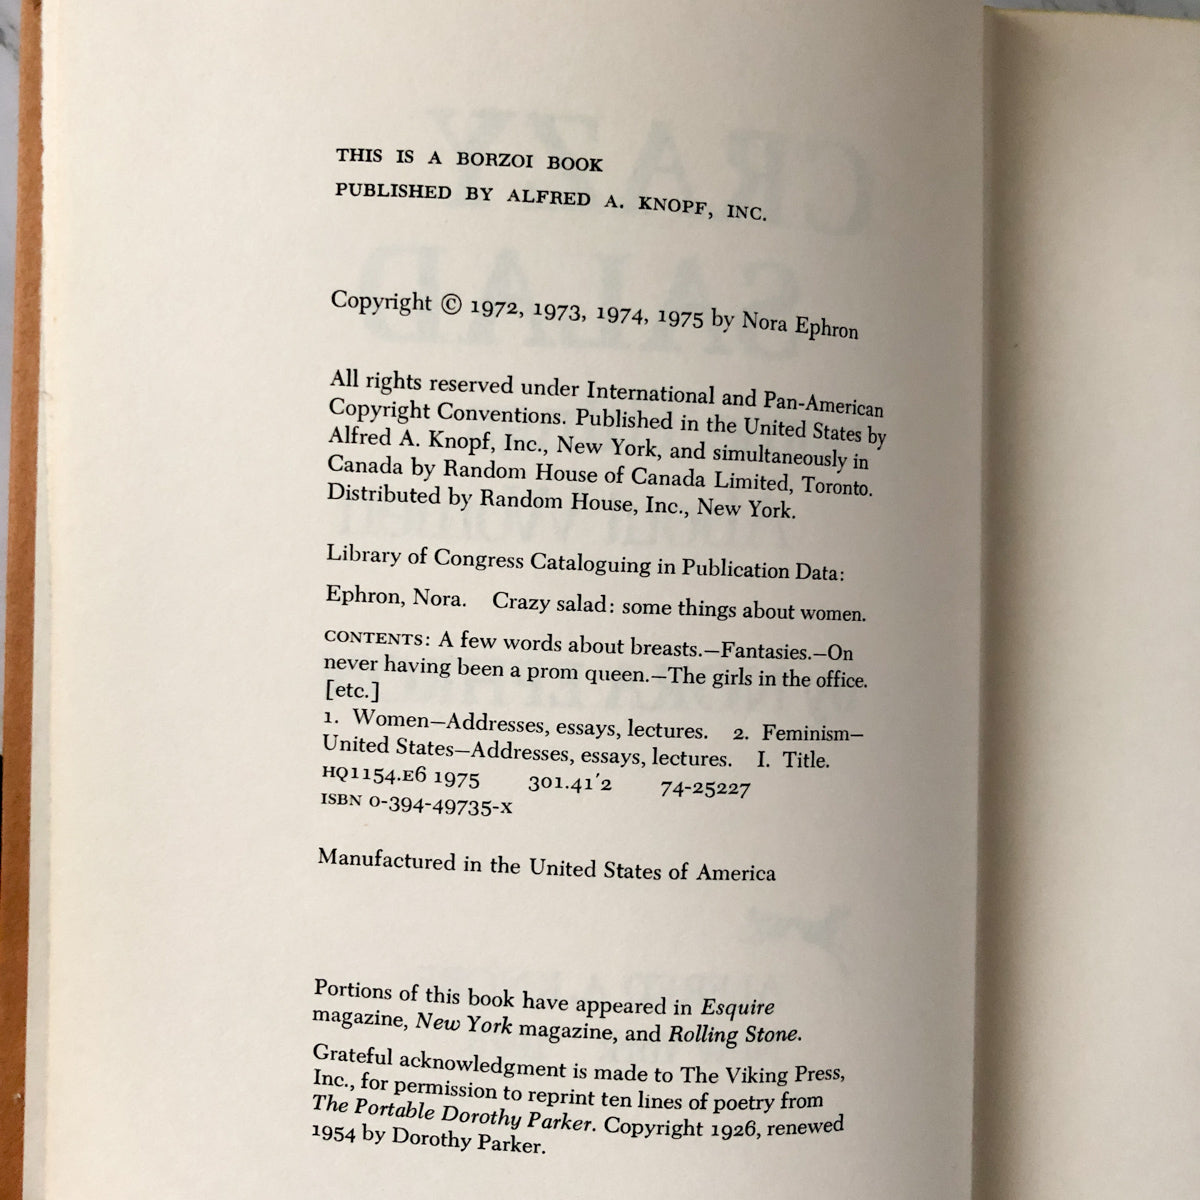 THIS IS A BORZOI BOOK
PUBLISHED BY ALFRED A. KNOPF, INC.
Copyright © 1972, 1973, 1974, 1975 by Nora Ephron
All rights reserved under International and Pan-American
Copyright Conventions. Published in the United States by
Alfred A. Knopf, Inc., New York, and simultaneously in
Canada by Random House of Canada Limited, Toronto.
Distributed by Random House, Inc., New York.
Library of Congress Cataloguing in Publication Data:
Ephron, Nora. Crazy salad: some things about women.
CONTENTS: A few words about breasts.—Fantasies.—On
never having been a prom queen.—The girls in the office.
[etc.]
1. Women—Addresses, essays, lectures. 2. Feminism—
United States—Addresses, essays, lectures. I. Title.
HQ1154.E6 1975 301.41′2 74-25227
ISBN 0-394-49735-X
Manufactured in the United States of America
Portions of this book have appeared in Esquire
magazine, New York magazine, and Rolling Stone.
Grateful acknowledgment is made to The Viking Press,
Inc., for permission to reprint ten lines of poetry from
The Portable Dorothy Parker. Copyright 1926, renewed
1954 by Dorothy Parker.